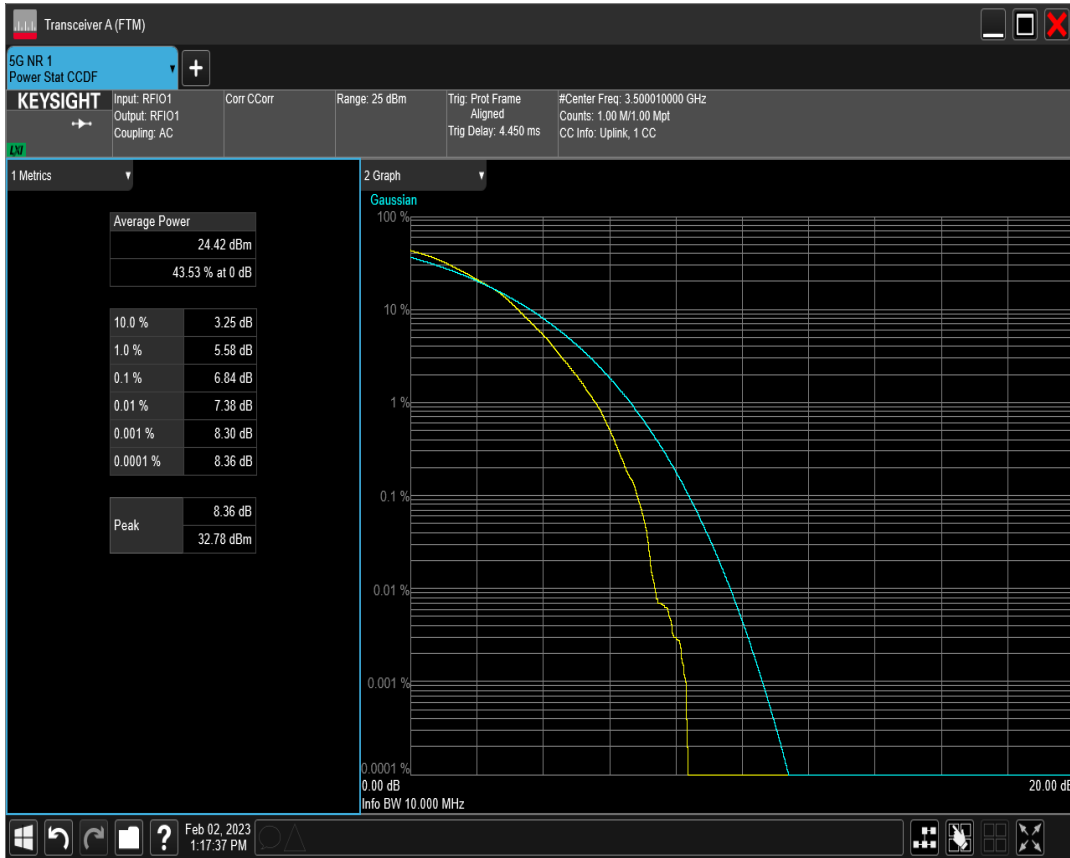 Transceiver A (FTM)
5G NR 1
Power Stat CCDF
+
KEYSIGHT
LXI
Input: RFIO1
Output: RFIO1
Coupling: AC
Corr CCorr
Range: 25 dBm
Trig: Prot Frame
Aligned
Trig Delay: 4.450 ms
#Center Freq: 3.500010000 GHz
Counts: 1.00 M/1.00 Mpt
CC Info: Uplink, 1 CC
1 Metrics
Average Power
24.42 dBm
43.53 % at 0 dB
10.0 % 3.25 dB
1.0 % 5.58 dB
0.1 % 6.84 dB
0.01 % 7.38 dB
0.001 % 8.30 dB
0.0001 % 8.36 dB
Peak 8.36 dB
32.78 dBm
2 Graph
Gaussian
100 %
10 %
1 %
0.1 %
0.01 %
0.001 %
0.0001 %
0.00 dB 20.00 dB
Info BW 10.000 MHz
? Feb 02, 2023
1:17:37 PM